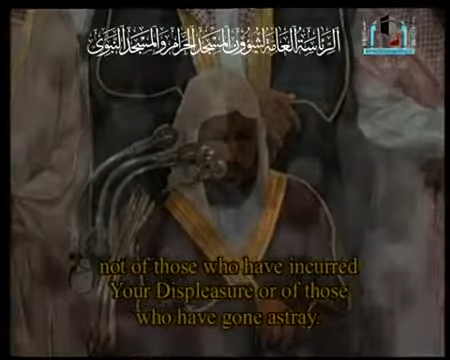 الرئاسة العامة لشؤون المسجد الحرام والمسجد النبوي
not of those who have incurred
Your Displeasure or of those
who have gone astray.